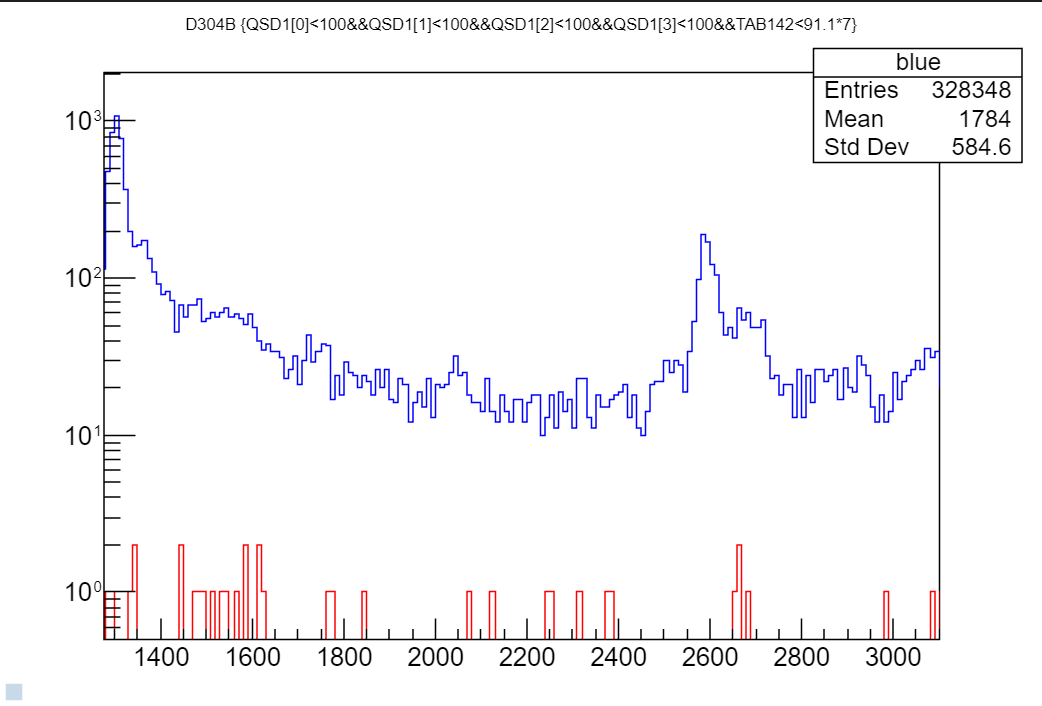 D304B {QSD1[0]<100&&QSD1[1]<100&&QSD1[2]<100&&QSD1[3]<100&&TAB142<91.1*7}
blue
Entries 328348
Mean 1784
Std Dev 584.6
10³
10²
10¹
10⁰
1400 1600 1800 2000 2200 2400 2600 2800 3000